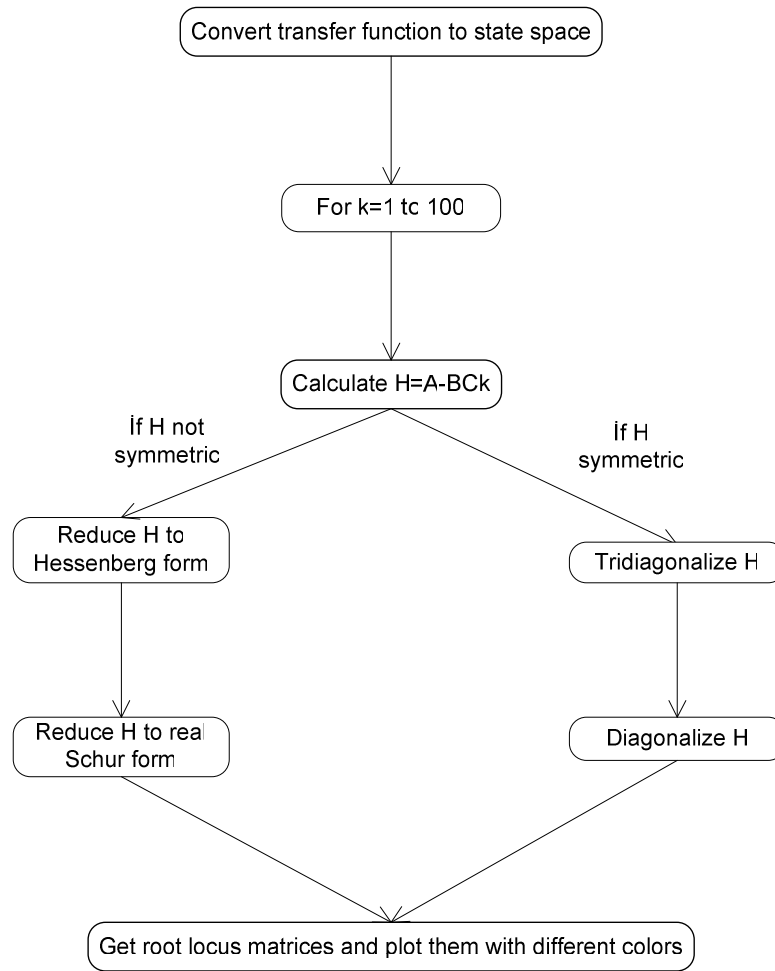 Convert transfer function to state space
For k=1 to 100
Calculate H=A-BCk
İf H not
symmetric
İf H
symmetric
Reduce H to
Hessenberg form
Tridiagonalize H
Reduce H to real
Schur form
Diagonalize H
Get root locus matrices and plot them with different colors